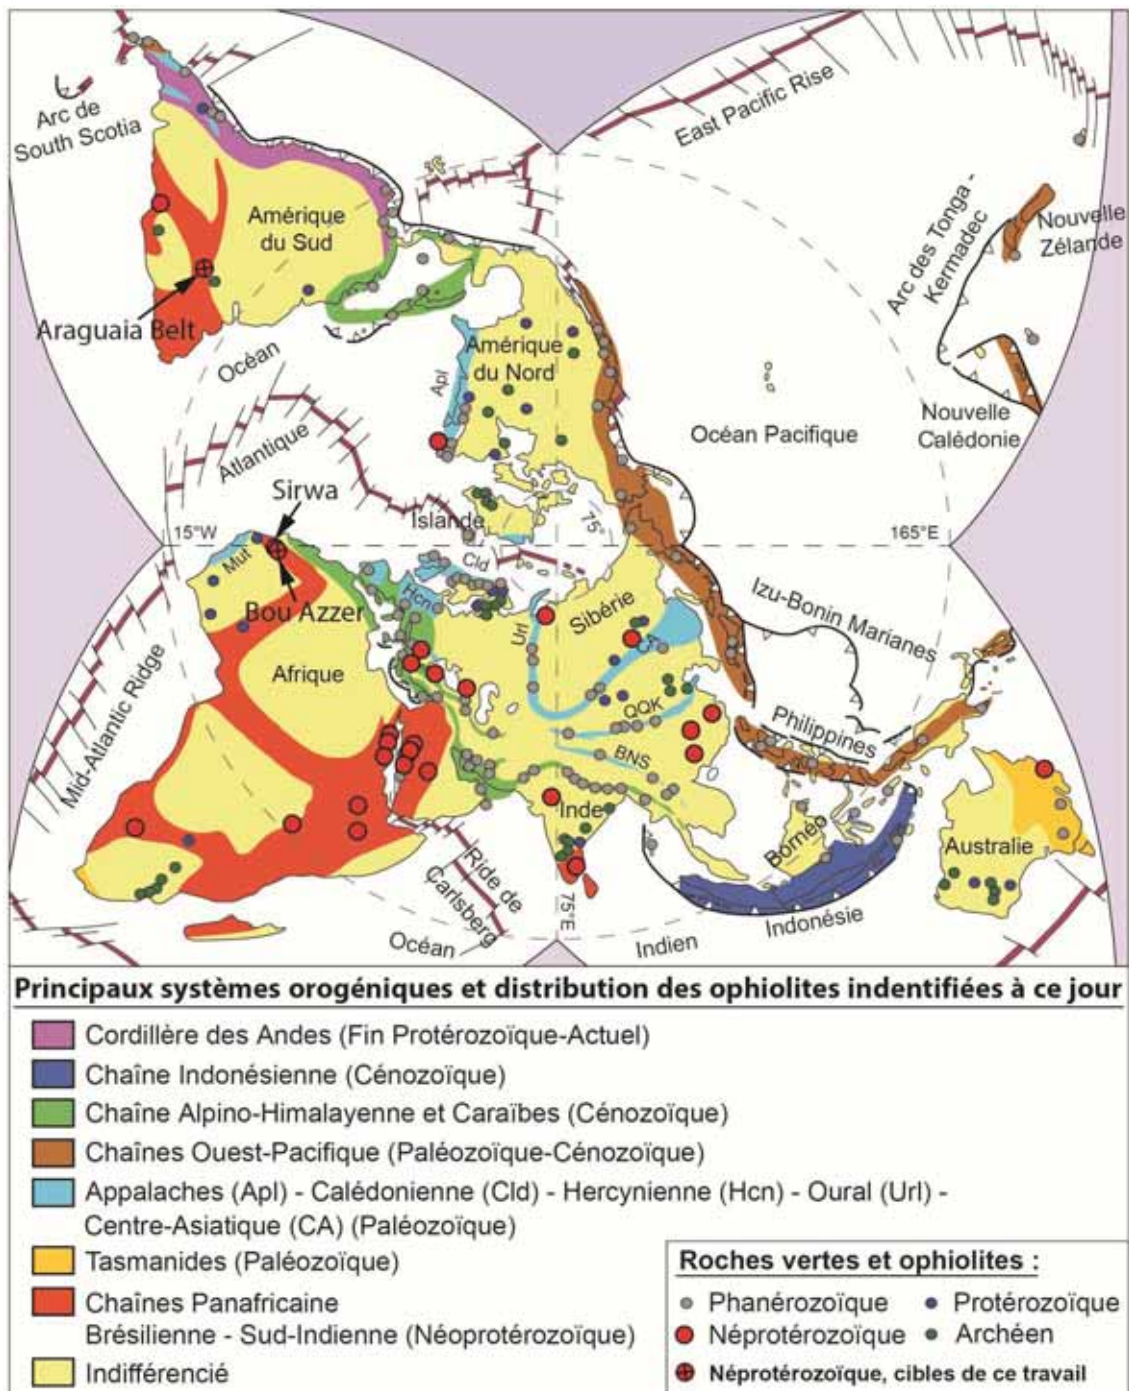 Arc de
South Scotia
East Pacific Rise
Amérique
du Sud
Arc des Tonga -
Kermadec
Nouvelle
Zélande
Araguaia Belt
Océan
Atlantique
Apl
Amérique
du Nord
Océan Pacifique
Nouvelle
Calédonie
Sirwa
Islande
75°
15°W
165°E
Mut
Cld
Hcn
Bou Azzer
Url
Sibérie
CA
Izu-Bonin Marianes
Afrique
Mid-Atlantic Ridge
QQK
BNS
Philippines
Inde
Bornéo
Australie
Ride de
Carlsberg
75°E
Océan
Indien
Indonésie
Principaux systèmes orogéniques et distribution des ophiolites indentifiées à ce jour
Cordillère des Andes (Fin Protérozoïque-Actuel)
Chaîne Indonésienne (Cénozoïque)
Chaîne Alpino-Himalayenne et Caraïbes (Cénozoïque)
Chaînes Ouest-Pacifique (Paléozoïque-Cénozoïque)
Appalaches (Apl) - Calédonienne (Cld) - Hercynienne (Hcn) - Oural (Url) -
Centre-Asiatique (CA) (Paléozoïque)
Tasmanides (Paléozoïque)
Chaînes Panafricaine
Brésilienne - Sud-Indienne (Néoprotérozoïque)
Indifférencié
Roches vertes et ophiolites :
Phanérozoïque
Protérozoïque
Néprotérozoïque
Archéen
Néprotérozoïque, cibles de ce travail